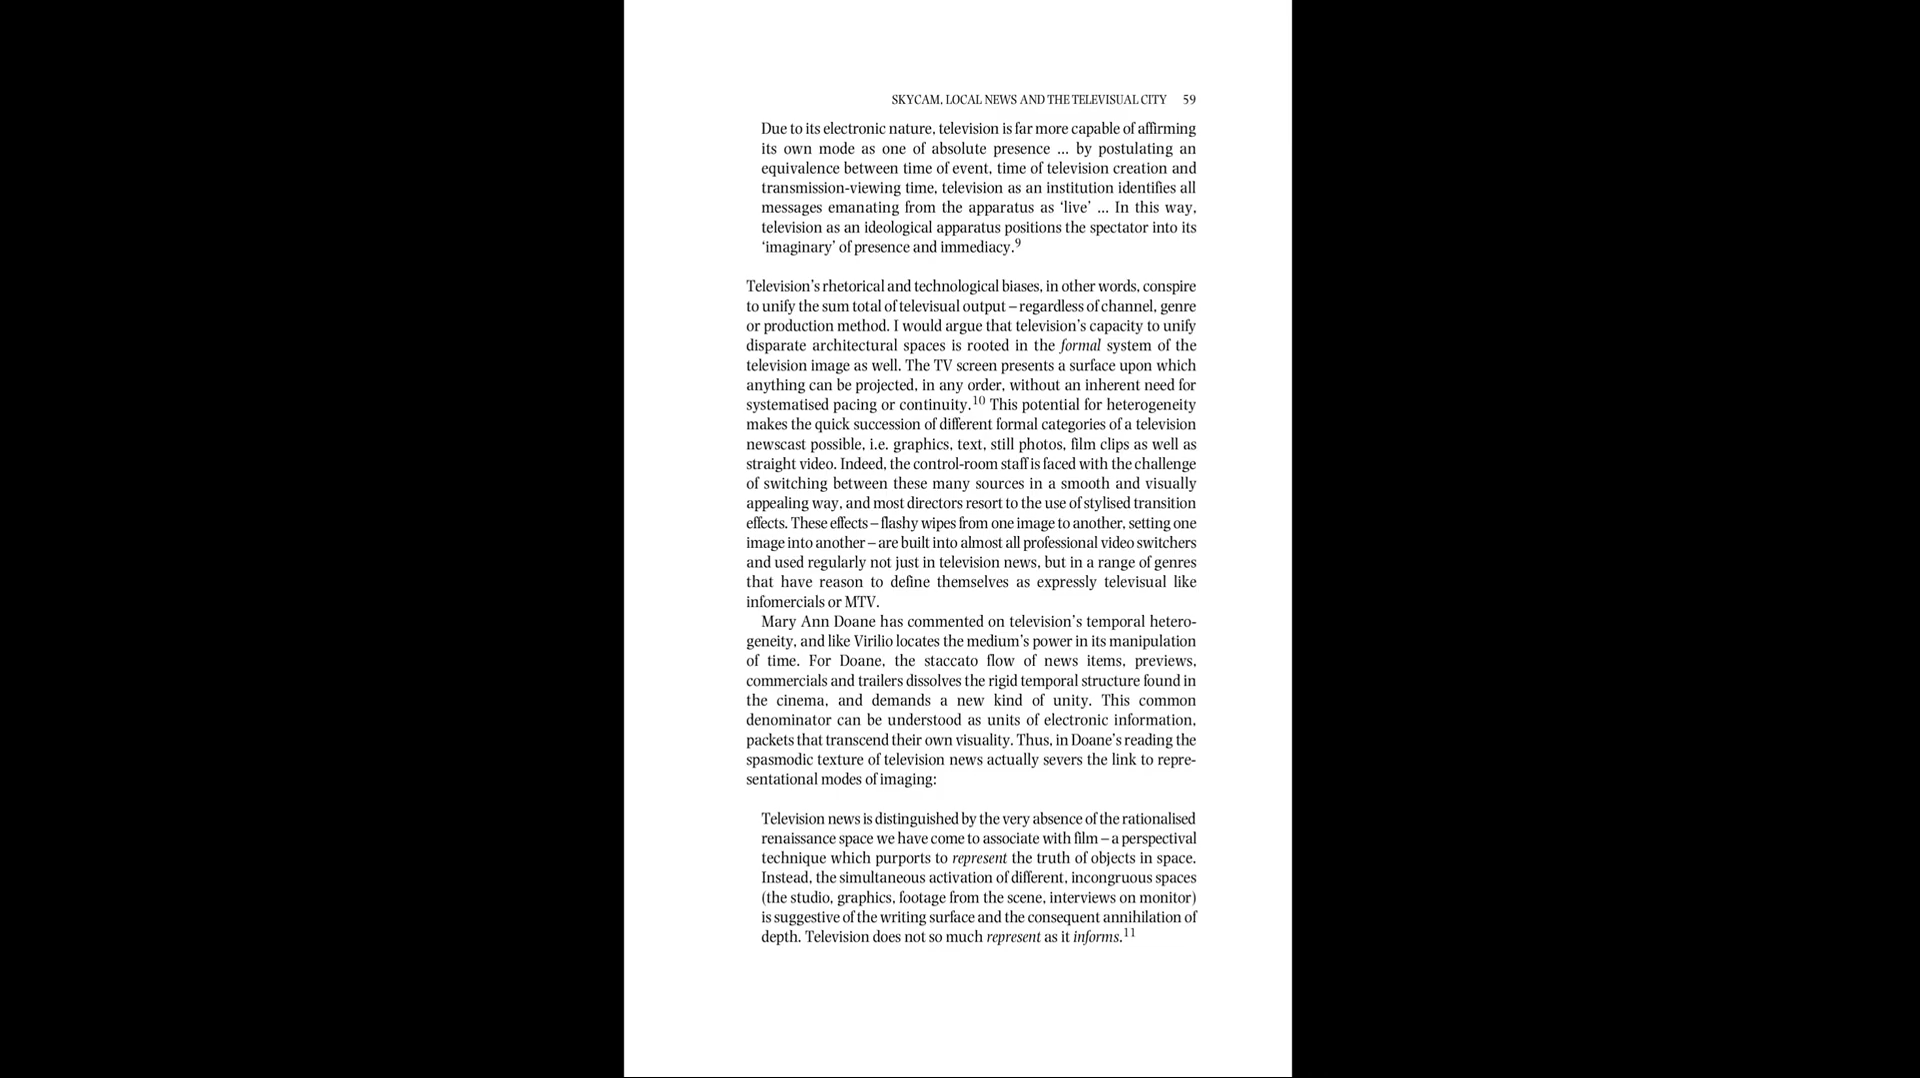 SKYCAM, LOCAL NEWS AND THE TELEVISUAL CITY 59
Due to its electronic nature, television is far more capable of affirming
its own mode as one of absolute presence ... by postulating an
equivalence between time of event, time of television creation and
transmission-viewing time, television as an institution identifies all
messages emanating from the apparatus as ‘live’ ... In this way,
television as an ideological apparatus positions the spectator into its
‘imaginary’ of presence and immediacy.9
Television’s rhetorical and technological biases, in other words, conspire
to unify the sum total of televisual output – regardless of channel, genre
or production method. I would argue that television’s capacity to unify
disparate architectural spaces is rooted in the formal system of the
television image as well. The TV screen presents a surface upon which
anything can be projected, in any order, without an inherent need for
systematised pacing or continuity.10 This potential for heterogeneity
makes the quick succession of different formal categories of a television
newscast possible, i.e. graphics, text, still photos, film clips as well as
straight video. Indeed, the control-room staff is faced with the challenge
of switching between these many sources in a smooth and visually
appealing way, and most directors resort to the use of stylised transition
effects. These effects – flashy wipes from one image to another, setting one
image into another – are built into almost all professional video switchers
and used regularly not just in television news, but in a range of genres
that have reason to define themselves as expressly televisual like
infomercials or MTV.
Mary Ann Doane has commented on television’s temporal hetero-
geneity, and like Virilio locates the medium’s power in its manipulation
of time. For Doane, the staccato flow of news items, previews,
commercials and trailers dissolves the rigid temporal structure found in
the cinema, and demands a new kind of unity. This common
denominator can be understood as units of electronic information,
packets that transcend their own visuality. Thus, in Doane’s reading the
spasmodic texture of television news actually severs the link to repre-
sentational modes of imaging:
Television news is distinguished by the very absence of the rationalised
renaissance space we have come to associate with film – a perspectival
technique which purports to represent the truth of objects in space.
Instead, the simultaneous activation of different, incongruous spaces
(the studio, graphics, footage from the scene, interviews on monitor)
is suggestive of the writing surface and the consequent annihilation of
depth. Television does not so much represent as it informs.11